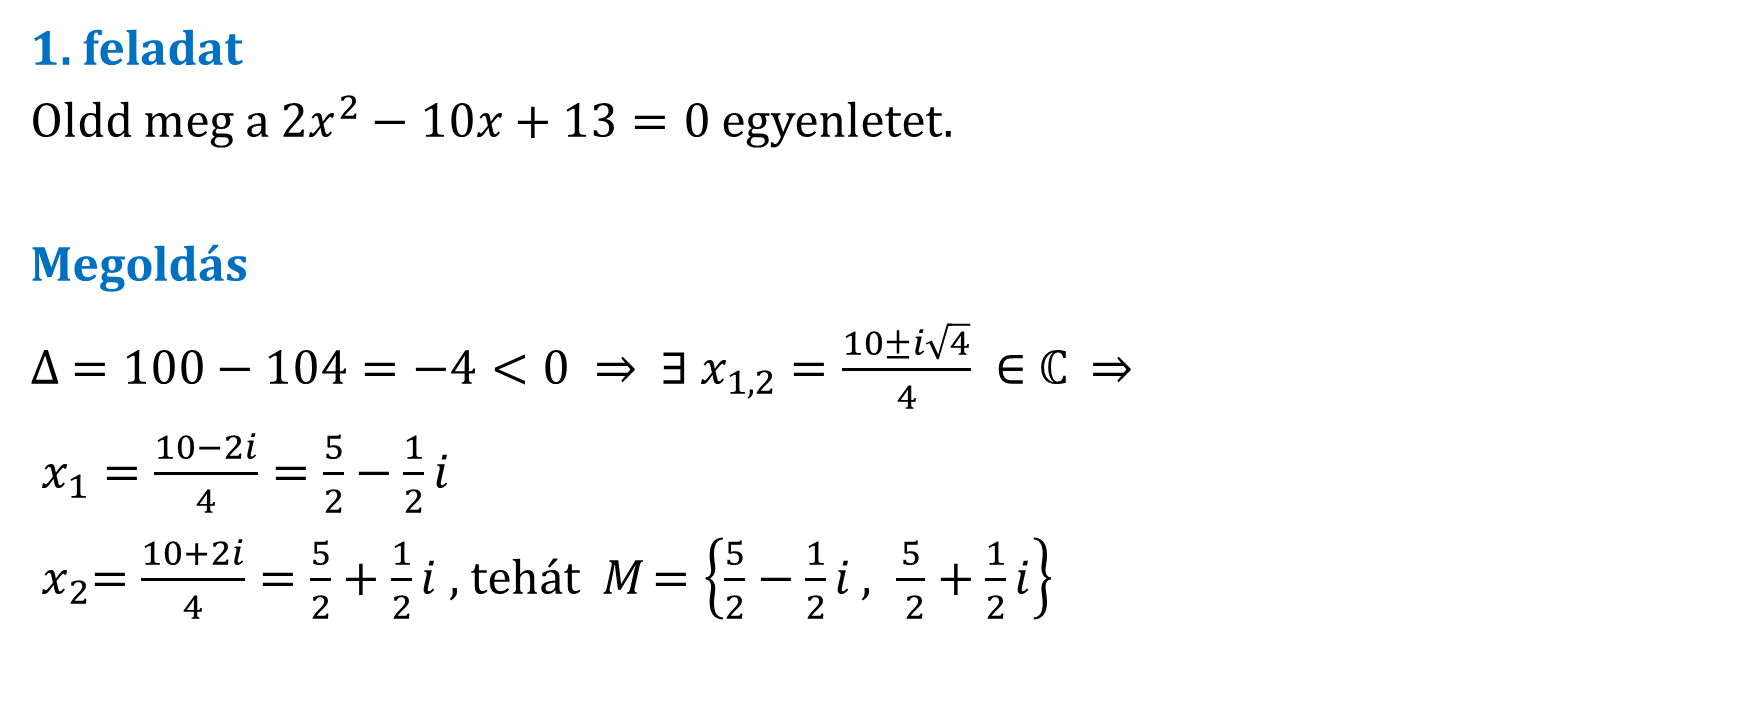 1. feladat
Oldd meg a 2x² − 10x + 13 = 0 egyenletet.
Megoldás
Δ = 100 − 104 = −4 < 0 ⇒ ∃ x₁,₂ = (10±i√4)/4 ∈ ℂ ⇒
x₁ = (10−2i)/4 = 5/2 − 1/2 i
x₂= (10+2i)/4 = 5/2 + 1/2 i , tehát M = {5/2 − 1/2 i , 5/2 + 1/2 i}